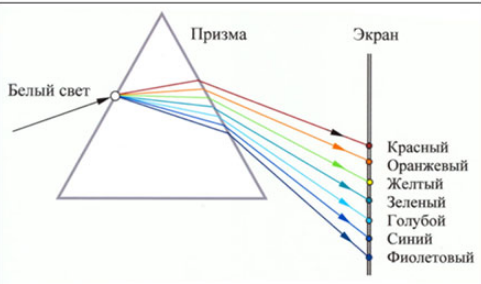 Призма
Экран
Белый свет
Красный
Оранжевый
Желтый
Зеленый
Голубой
Синий
Фиолетовый